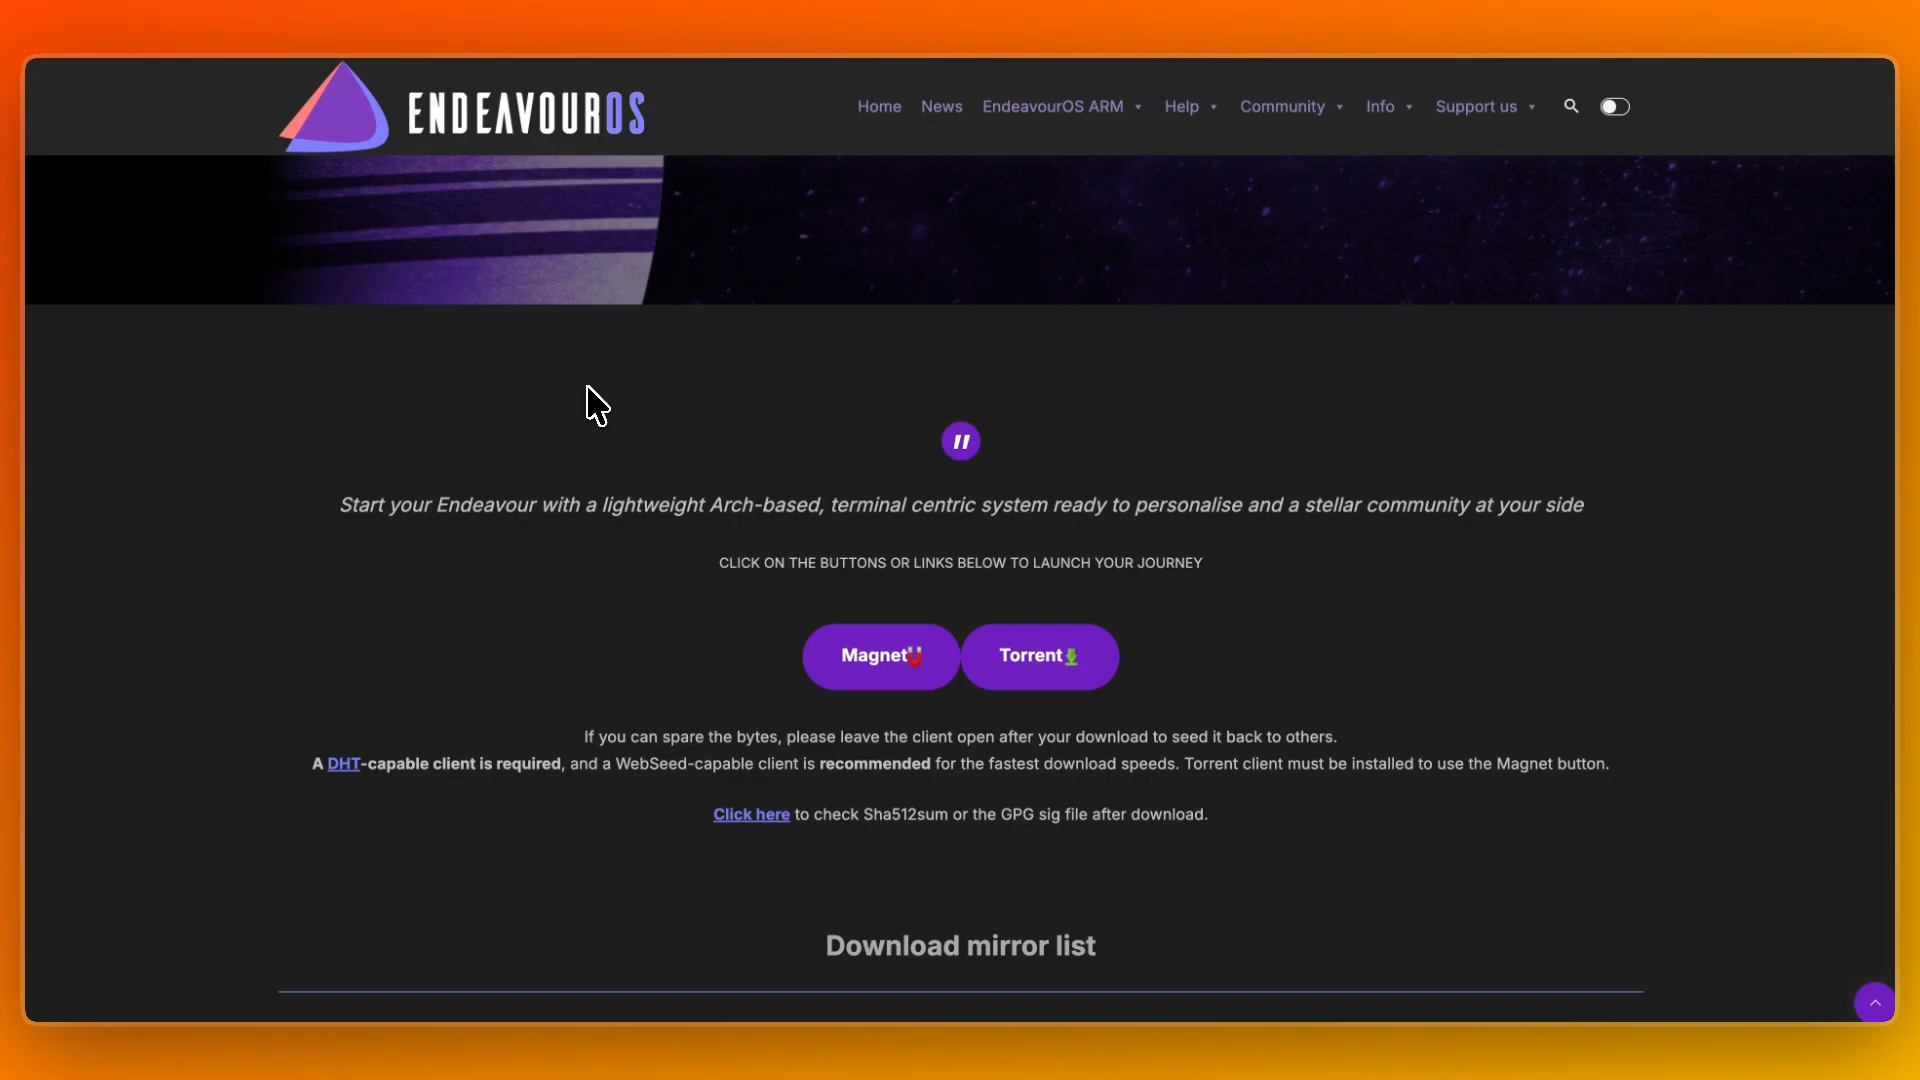 ENDEAVOUROS
Home News EndeavourOS ARM Help Community Info Support us
Start your Endeavour with a lightweight Arch-based, terminal centric system ready to personalise and a stellar community at your side
CLICK ON THE BUTTONS OR LINKS BELOW TO LAUNCH YOUR JOURNEY
Magnet Torrent
If you can spare the bytes, please leave the client open after your download to seed it back to others.
A DHT-capable client is required, and a WebSeed-capable client is recommended for the fastest download speeds. Torrent client must be installed to use the Magnet button.
Click here to check Sha512sum or the GPG sig file after download.
Download mirror list